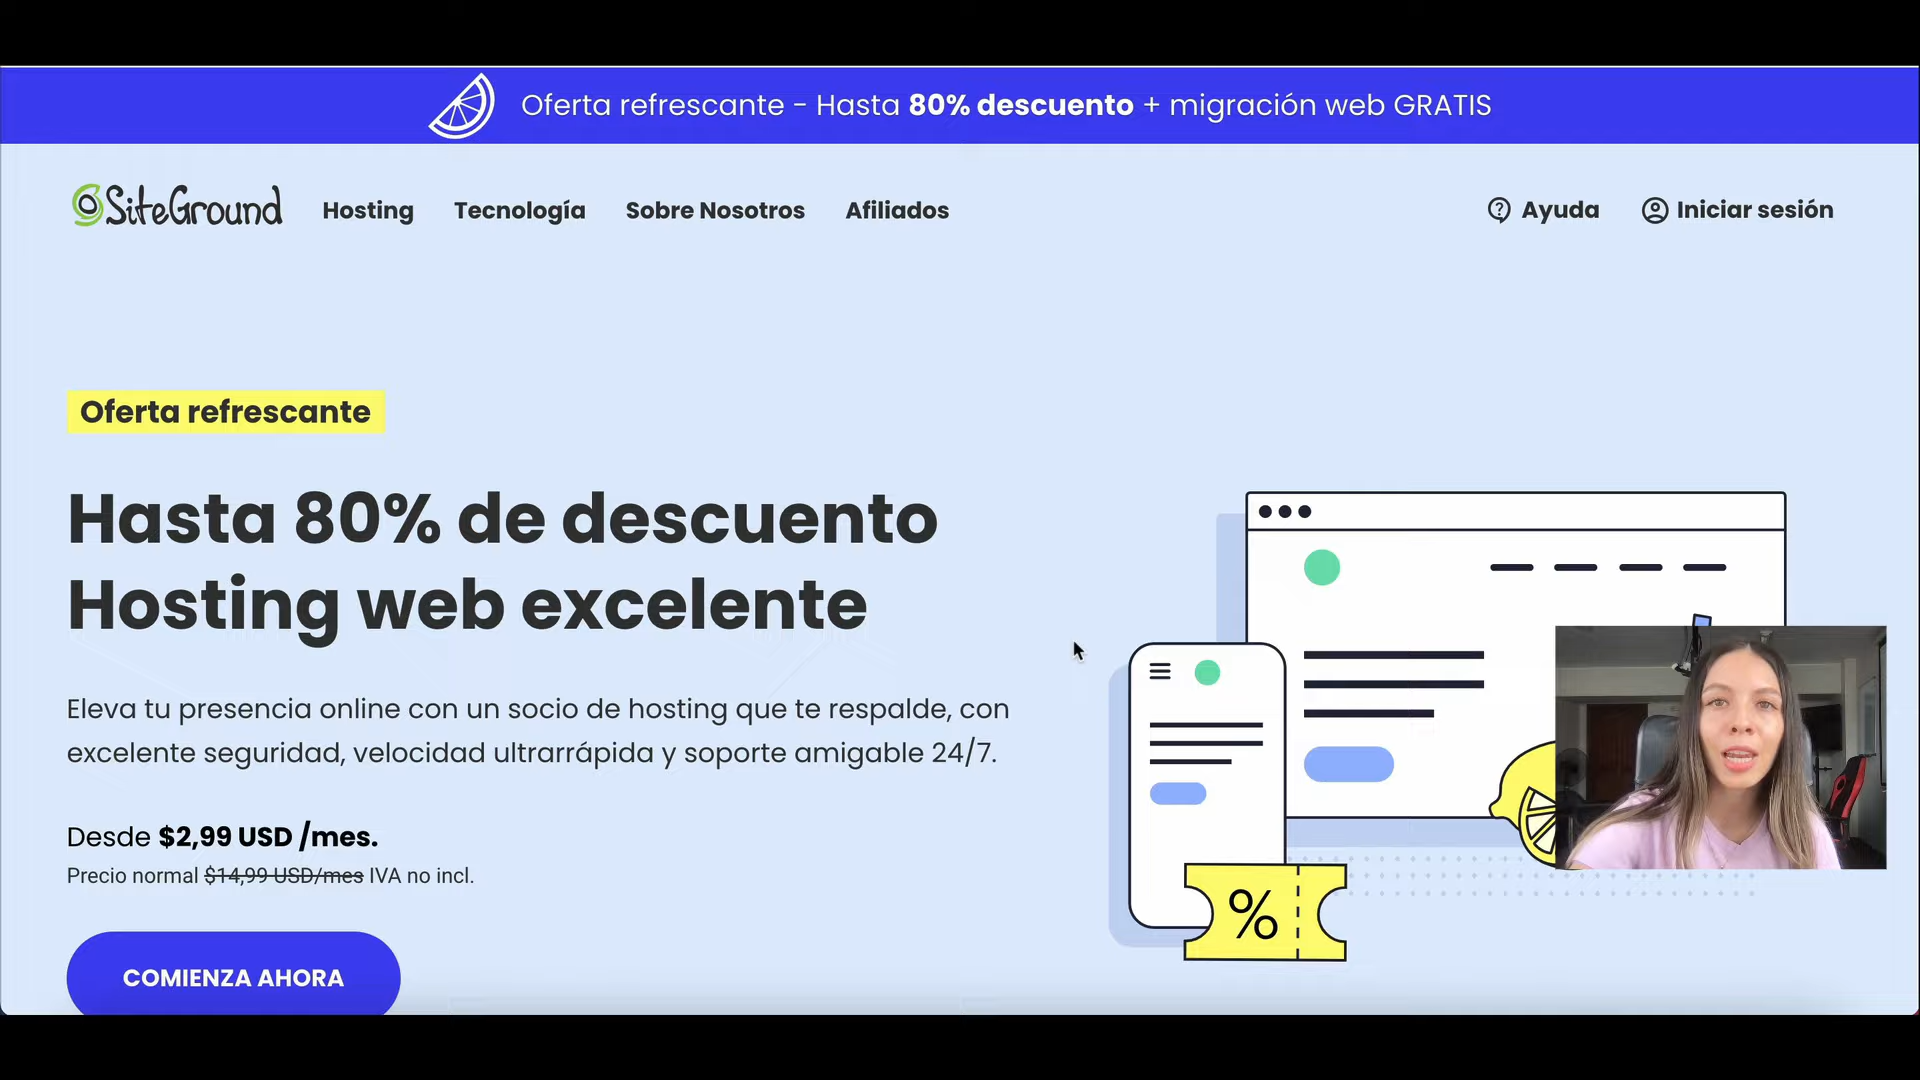 Oferta refrescante - Hasta 80% descuento + migración web GRATIS
SiteGround
Hosting
Tecnología
Sobre Nosotros
Afiliados
Ayuda
Iniciar sesión
Oferta refrescante
Hasta 80% de descuento
Hosting web excelente
Eleva tu presencia online con un socio de hosting que te respalde, con
excelente seguridad, velocidad ultrarrápida y soporte amigable 24/7.
Desde $2,99 USD /mes.
Precio normal $14,99 USD/mes IVA no incl.
%
COMIENZA AHORA